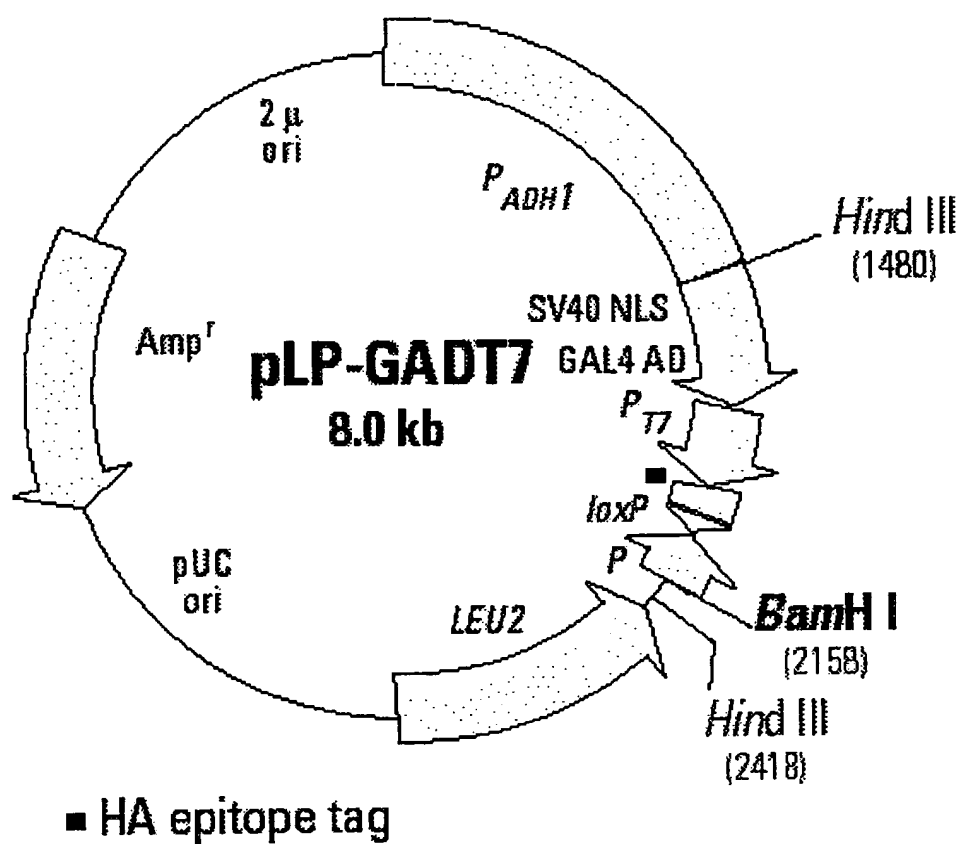 2 μ
ori
P ADH1
Hind III
(1480)
Amp r
SV40 NLS
GAL4 AD
pLP-GADT7
8.0 kb
P T7
loxP
P
pUC
ori
LEU2
BamH I
(2158)
Hind III
(2418)
HA epitope tag